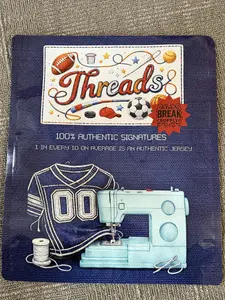 Threads
BREAK
100% AUTHENTIC SIGNATURES
1 IN EVERY 10 ON AVERAGE IS AN AUTHENTIC JERSEY
00